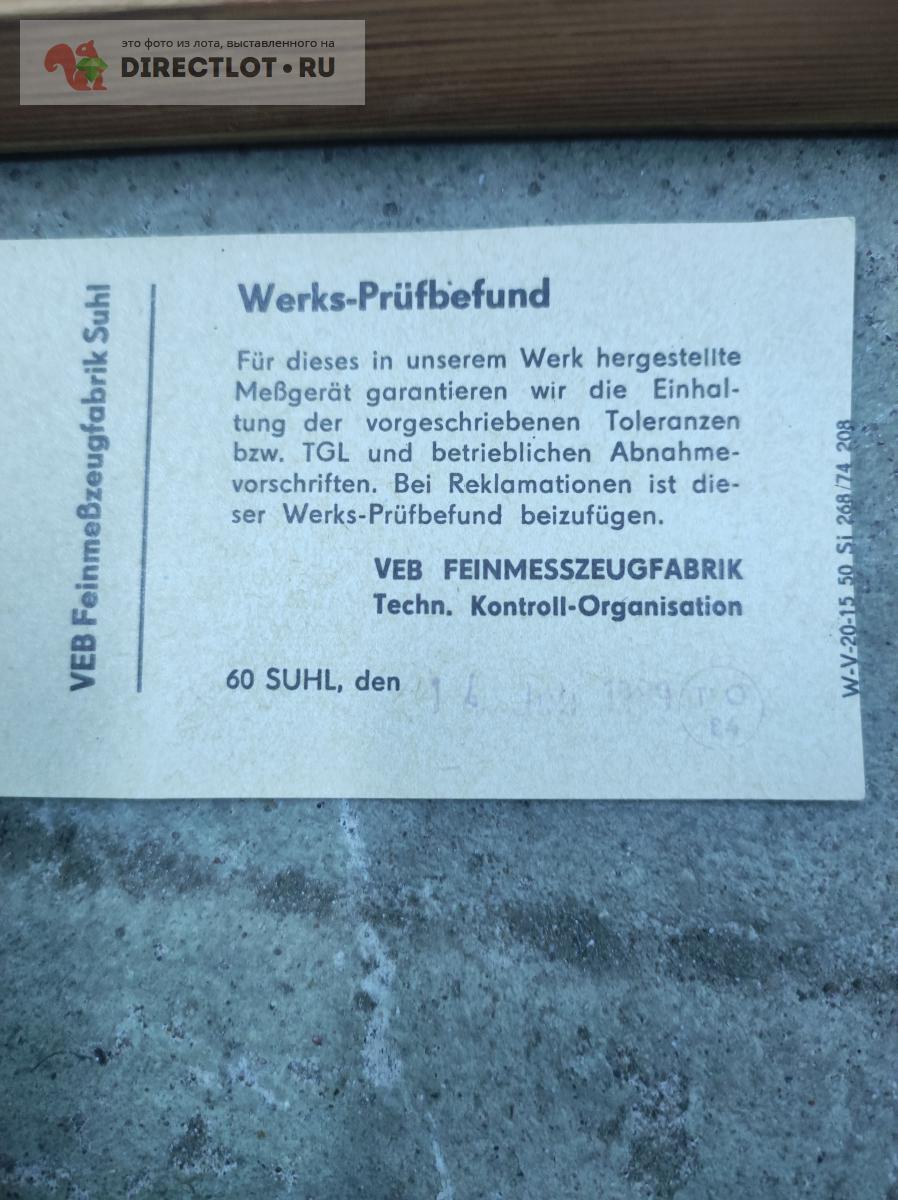 это фото из лота, выставленного на
DIRECTLOT•RU
VEB Feinmeßzeugfabrik Suhl
Werks-Prüfbefund
Für dieses in unserem Werk hergestellte
Meßgerät garantieren wir die Einhal-
tung der vorgeschriebenen Toleranzen
bzw. TGL und betrieblichen Abnahme-
vorschriften. Bei Reklamationen ist die-
ser Werks-Prüfbefund beizufügen.
VEB FEINMESSZEUGFABRIK
Techn. Kontroll-Organisation
60 SUHL, den
W-V-20-15 50 Si 268/74 208